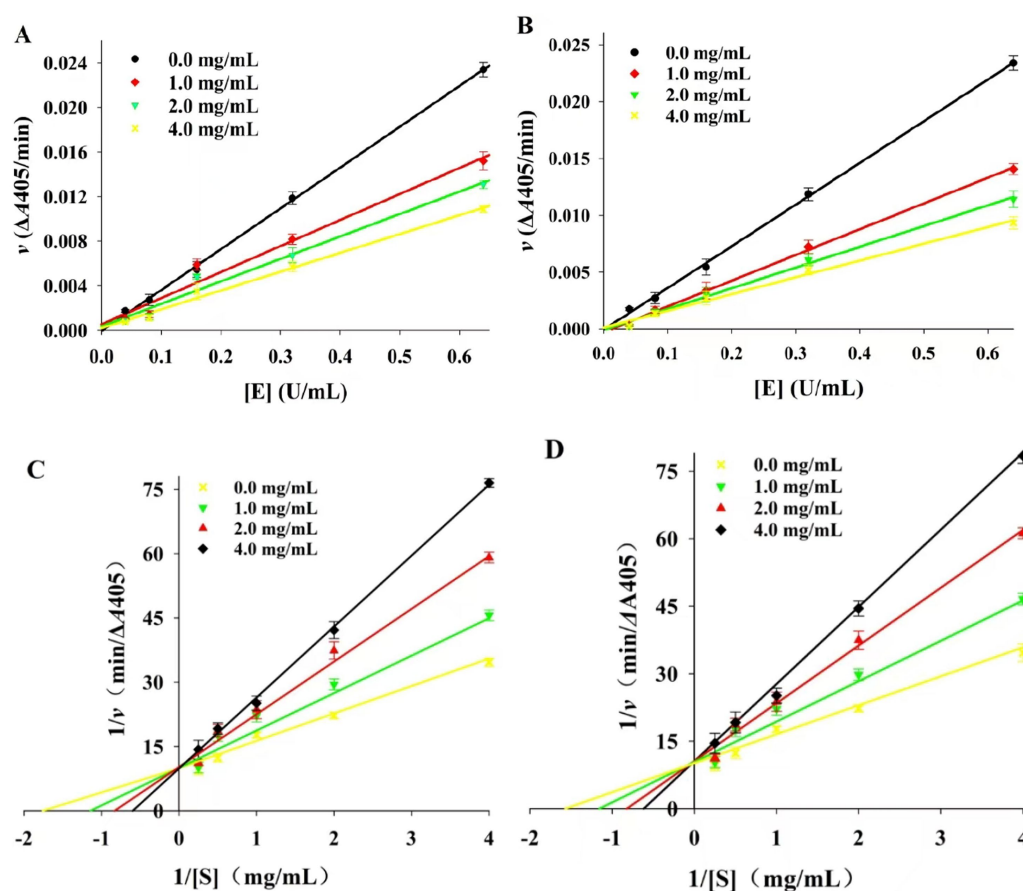 A
0.0 mg/mL
1.0 mg/mL
2.0 mg/mL
4.0 mg/mL
0.024
0.020
0.016
0.012
0.008
0.004
0.000
v (ΔA405/min)
0.0 0.1 0.2 0.3 0.4 0.5 0.6
[E] (U/mL)
B
0.0 mg/mL
1.0 mg/mL
2.0 mg/mL
4.0 mg/mL
0.025
0.020
0.015
0.010
0.005
0.000
v (ΔA405/min)
0.0 0.1 0.2 0.3 0.4 0.5 0.6
[E] (U/mL)
C
0.0 mg/mL
1.0 mg/mL
2.0 mg/mL
4.0 mg/mL
75
60
45
30
15
0
1/v（min/ΔA405)
-2 -1 0 1 2 3 4
1/[S]（mg/mL)
D
0.0 mg/mL
1.0 mg/mL
2.0 mg/mL
4.0 mg/mL
75
60
45
30
15
0
1/v（min/ΔA405)
-2 -1 0 1 2 3 4
1/[S]（mg/mL)